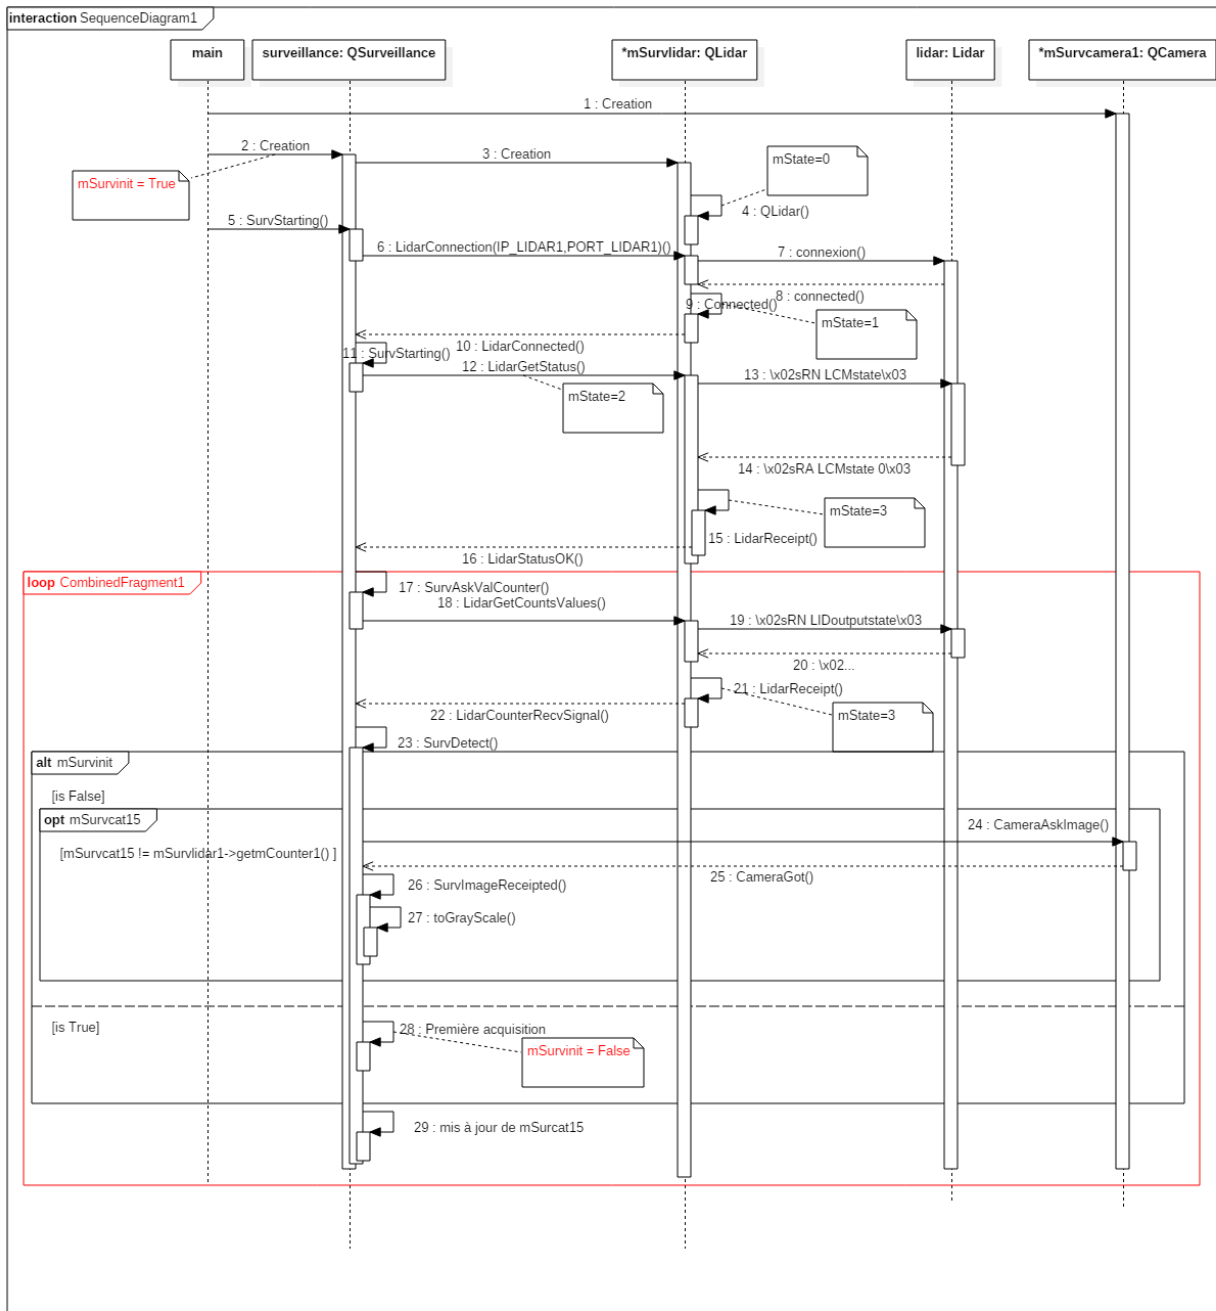 interaction SequenceDiagram1
main
surveillance: QSurveillance
*mSurvlidar: QLidar
lidar: Lidar
*mSurvcamera1: QCamera
1 : Creation
2 : Creation
3 : Creation
mState=0
mSurvinit = True
4 : QLidar()
5 : SurvStarting()
6 : LidarConnection(IP_LIDAR1,PORT_LIDAR1)()
7 : connexion()
8 : connected()
9 : Connected()
mState=1
10 : LidarConnected()
11 : SurvStarting()
12 : LidarGetStatus()
13 : \x02sRN LCMstate\x03
mState=2
14 : \x02sRA LCMstate 0\x03
mState=3
15 : LidarReceipt()
16 : LidarStatusOK()
loop CombinedFragment1
17 : SurvAskValCounter()
18 : LidarGetCountsValues()
19 : \x02sRN LIDoutputstate\x03
20 : \x02...
21 : LidarReceipt()
22 : LidarCounterRecvSignal()
mState=3
23 : SurvDetect()
alt mSurvinit
[is False]
opt mSurvcat15
24 : CameraAskImage()
[mSurvcat15 != mSurvlidar1->getmCounter1() ]
25 : CameraGot()
26 : SurvImageReceipted()
27 : toGrayScale()
[is True]
28 : Première acquisition
mSurvinit = False
29 : mis à jour de mSurcat15